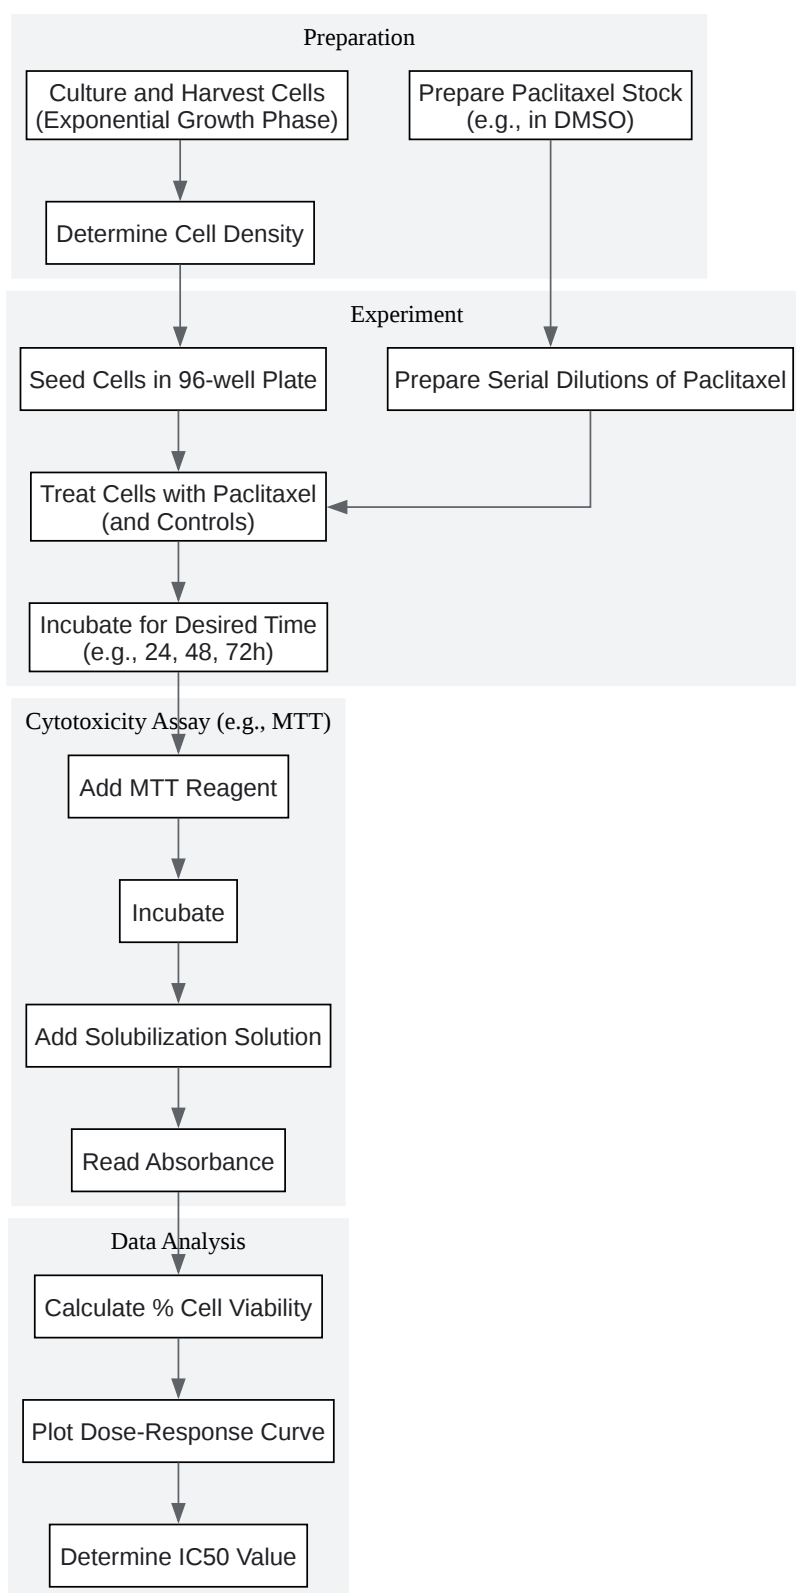 Preparation
Culture and Harvest Cells
(Exponential Growth Phase)
Prepare Paclitaxel Stock
(e.g., in DMSO)
Determine Cell Density
Experiment
Seed Cells in 96-well Plate
Prepare Serial Dilutions of Paclitaxel
Treat Cells with Paclitaxel
(and Controls)
Incubate for Desired Time
(e.g., 24, 48, 72h)
Cytotoxicity Assay (e.g., MTT)
Add MTT Reagent
Incubate
Add Solubilization Solution
Read Absorbance
Data Analysis
Calculate % Cell Viability
Plot Dose-Response Curve
Determine IC50 Value